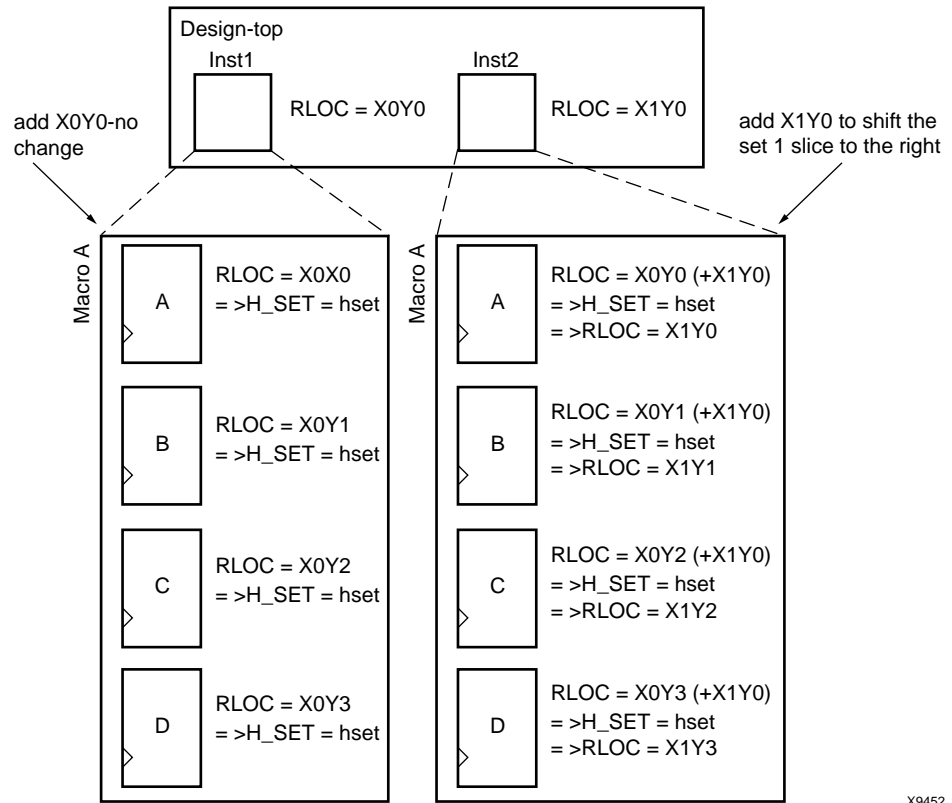 Design-top
Inst1
Inst2
RLOC = X0Y0
RLOC = X1Y0
add X0Y0-no
change
add X1Y0 to shift the
set 1 slice to the right
Macro A
A
RLOC = X0X0
= >H_SET = hset
B
RLOC = X0Y1
= >H_SET = hset
C
RLOC = X0Y2
= >H_SET = hset
D
RLOC = X0Y3
= >H_SET = hset
Macro A
A
RLOC = X0Y0 (+X1Y0)
= >H_SET = hset
= >RLOC = X1Y0
B
RLOC = X0Y1 (+X1Y0)
= >H_SET = hset
= >RLOC = X1Y1
C
RLOC = X0Y2 (+X1Y0)
= >H_SET = hset
= >RLOC = X1Y2
D
RLOC = X0Y3 (+X1Y0)
= >H_SET = hset
= >RLOC = X1Y3
X9452